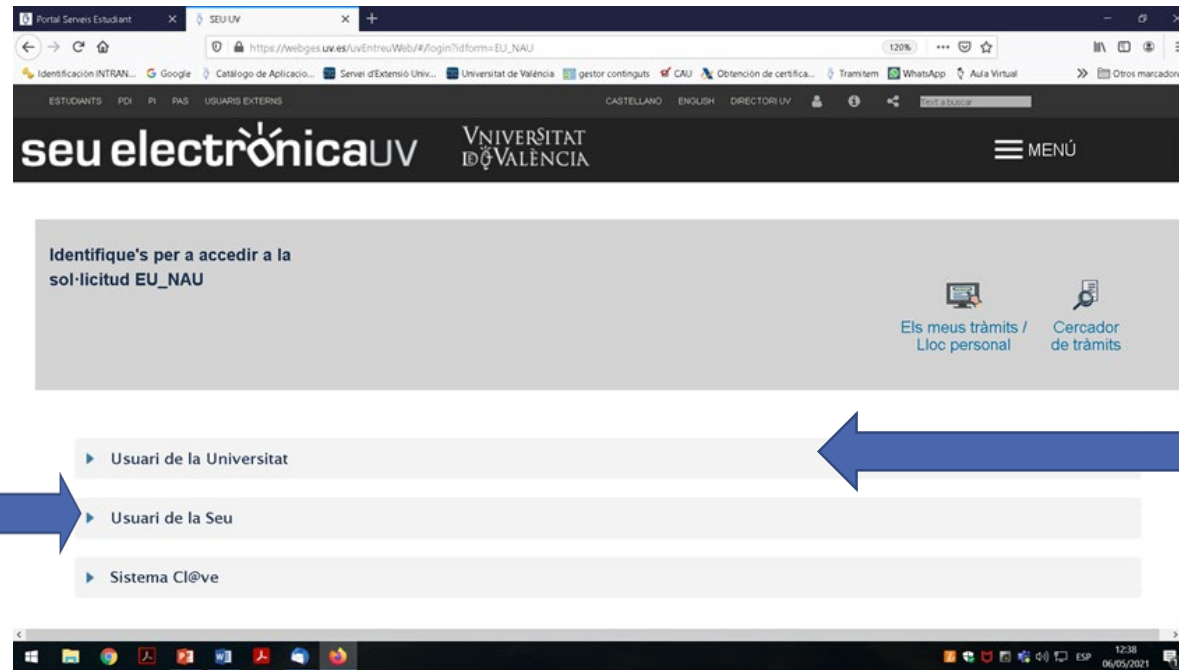 Portal Serveis Estudiant
SEU UV
https://webges.uv.es/uvEntreuWeb/#/login?idform=EU_NAU
120%
Identificación INTRAN... Google Catálogo de Aplicacio... Servei d'Extensió Univ... Universitat de València gestor continguts CAU Obtención de certifica... Tramitem WhatsApp Aula Virtual Otros marcadores
ESTUDIANTS PDI PI PAS USUARIS EXTERNS CASTELLANO ENGLISH DIRECTORI UV Text a buscar
seu electrònicauv VNIVERSITAT DE VALÈNCIA MENÚ
Identifique's per a accedir a la
sol·licitud EU_NAU
Els meus tràmits /
Lloc personal
Cercador
de tràmits
Usuari de la Universitat
Usuari de la Seu
Sistema Cl@ve
ESP
12:38
06/05/2021